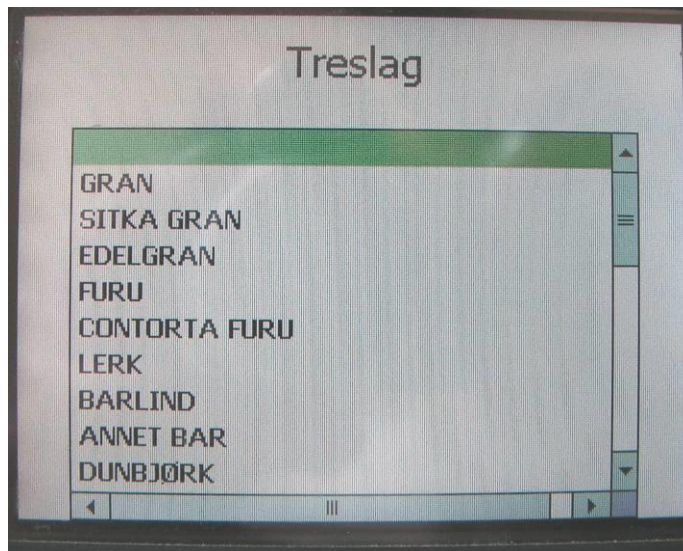 Treslag
GRAN
SITKA GRAN
EDELGRAN
FURU
CONTORTA FURU
LERK
BARLIND
ANNET BAR
DUNBJØRK